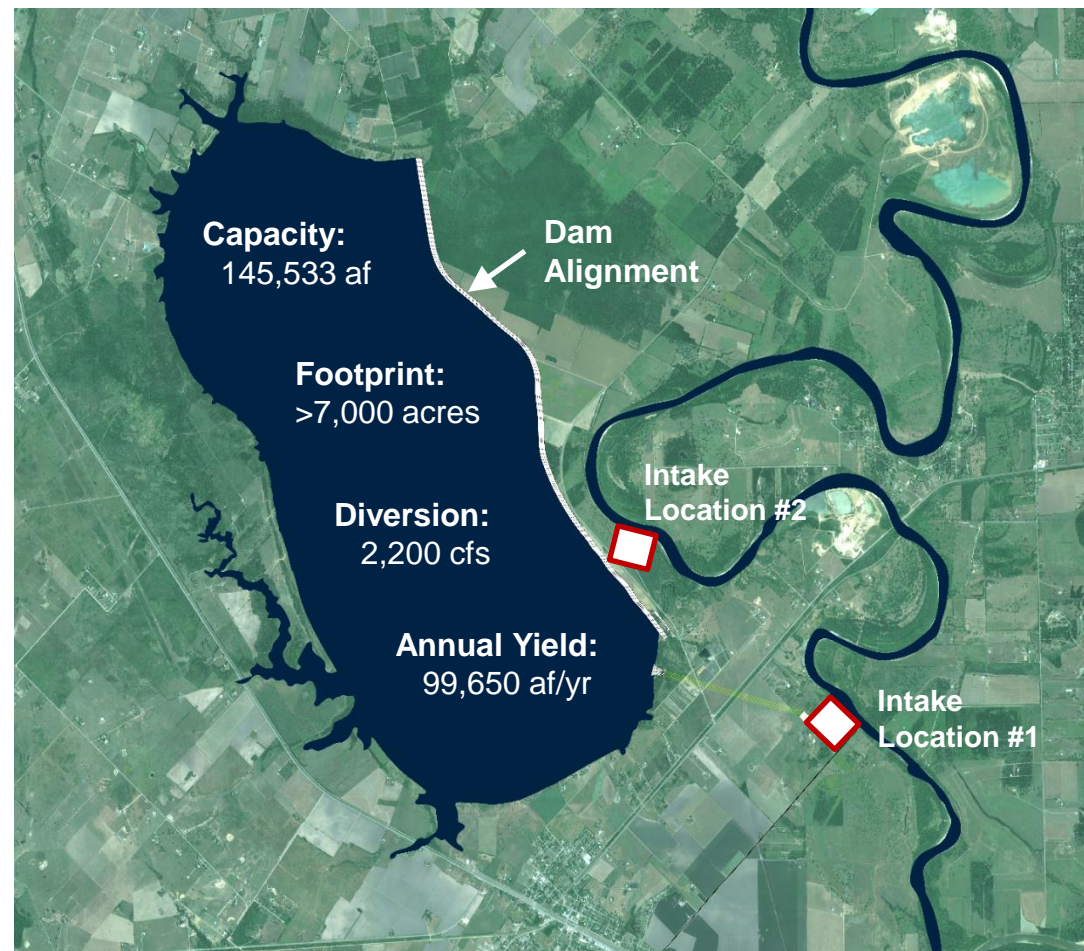 Capacity:
145,533 af
Dam
Alignment
Footprint:
>7,000 acres
Intake
Location #2
Diversion:
2,200 cfs
Annual Yield:
99,650 af/yr
Intake
Location #1